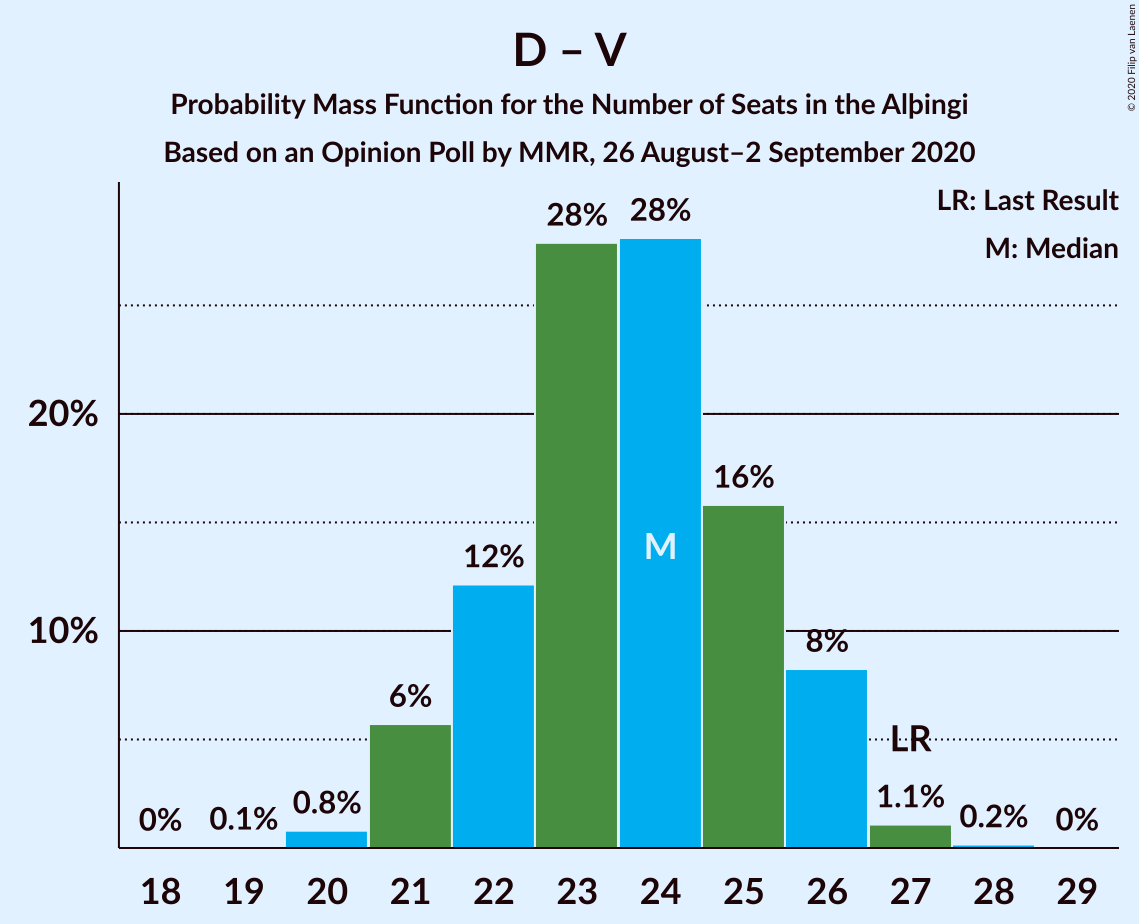 D – V
Probability Mass Function for the Number of Seats in the Alþingi
Based on an Opinion Poll by MMR, 26 August–2 September 2020
© 2020 Filip van Laenen
LR: Last Result
M: Median
28% 28%
20%
16%
M
12%
10%
8%
6%
LR
0% 0.1% 0.8% 1.1% 0.2% 0%
18 19 20 21 22 23 24 25 26 27 28 29